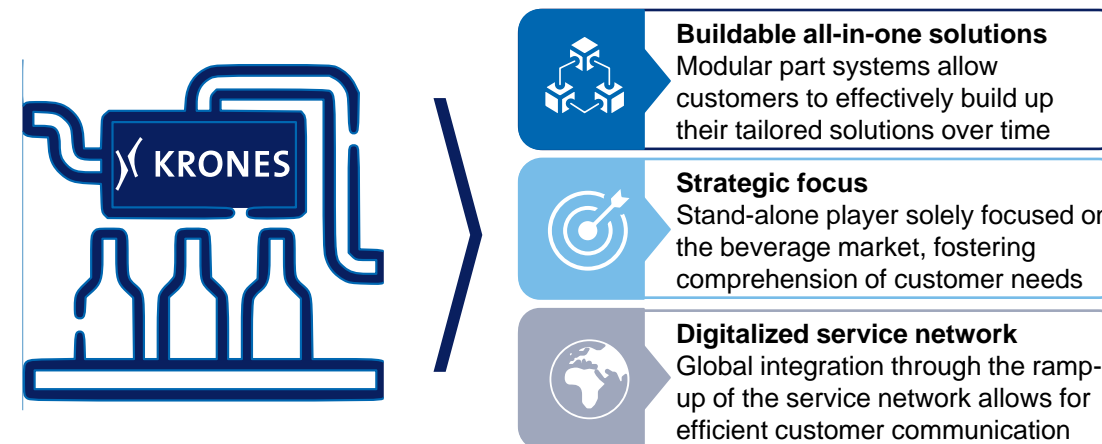 KRONES
Buildable all-in-one solutions
Modular part systems allow
customers to effectively build up
their tailored solutions over time
Strategic focus
Stand-alone player solely focused on
the beverage market, fostering
comprehension of customer needs
Digitalized service network
Global integration through the ramp-
up of the service network allows for
efficient customer communication